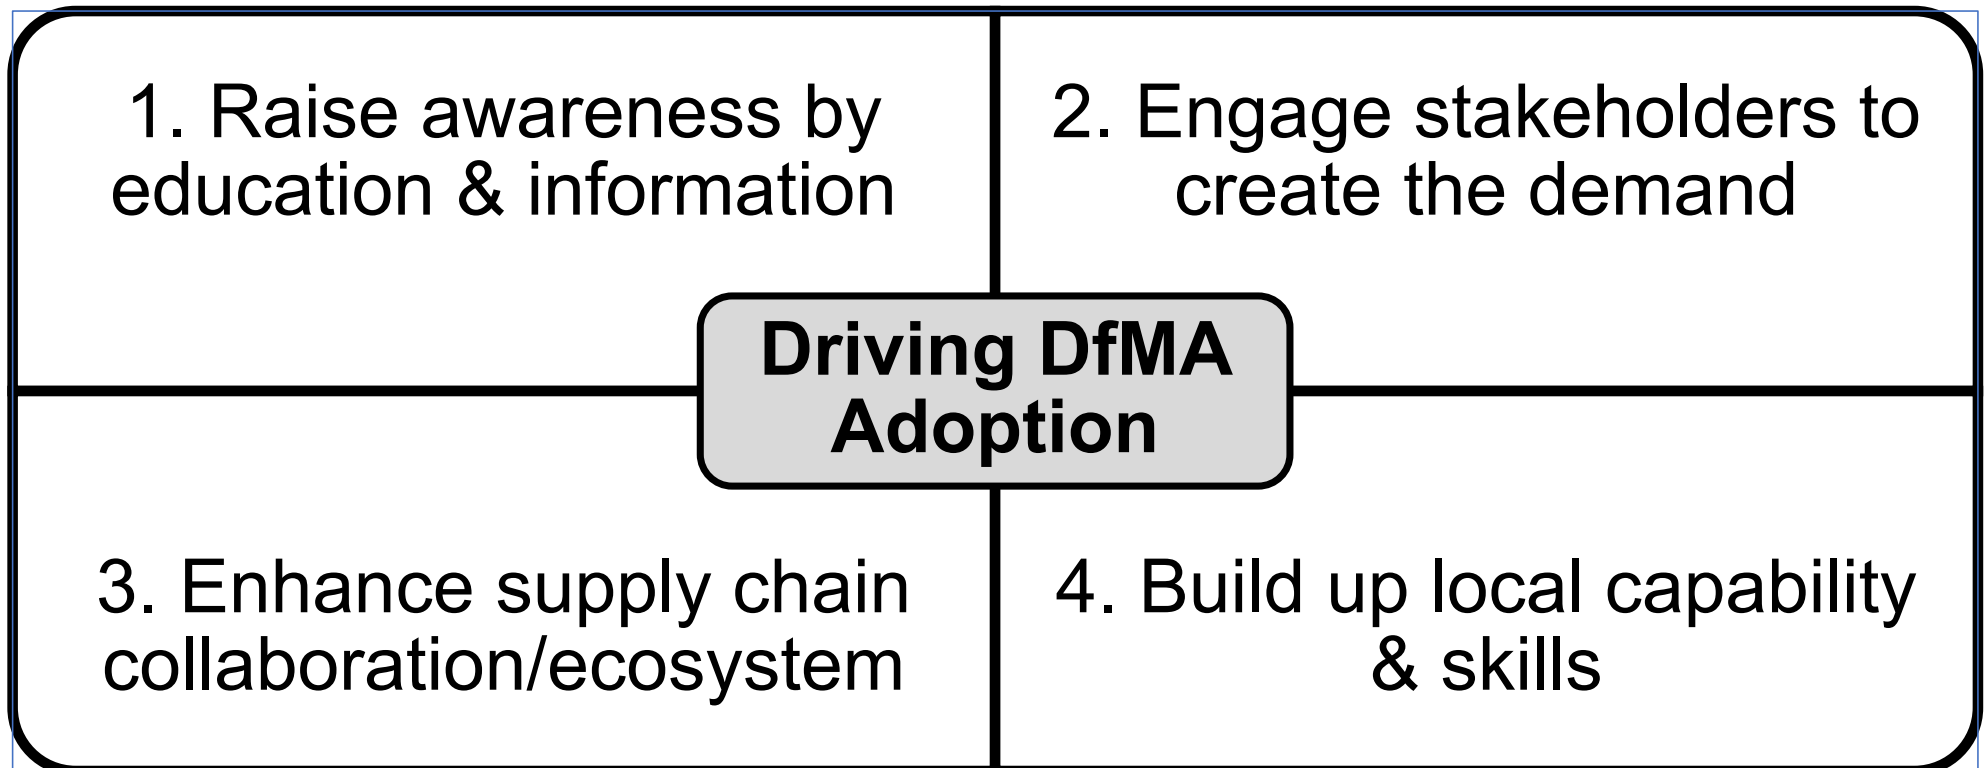 1. Raise awareness by
education & information
2. Engage stakeholders to
create the demand
Driving DfMA
Adoption
3. Enhance supply chain
collaboration/ecosystem
4. Build up local capability
& skills